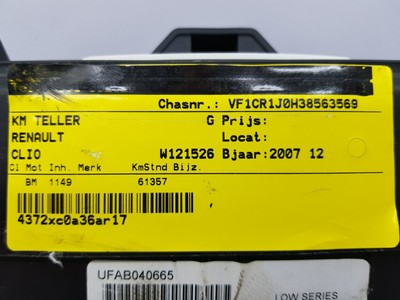 Chasnr.: VF1CR1J0H38563569
KM TELLER G Prijs:
RENAULT Locat:
CLIO W121526 Bjaar:2007 12
Cl Mot Inh. Merk KmStnd Bijz.
BM 1149 61357
4372xc0a36ar17
UFAB040665
LOW SERIES